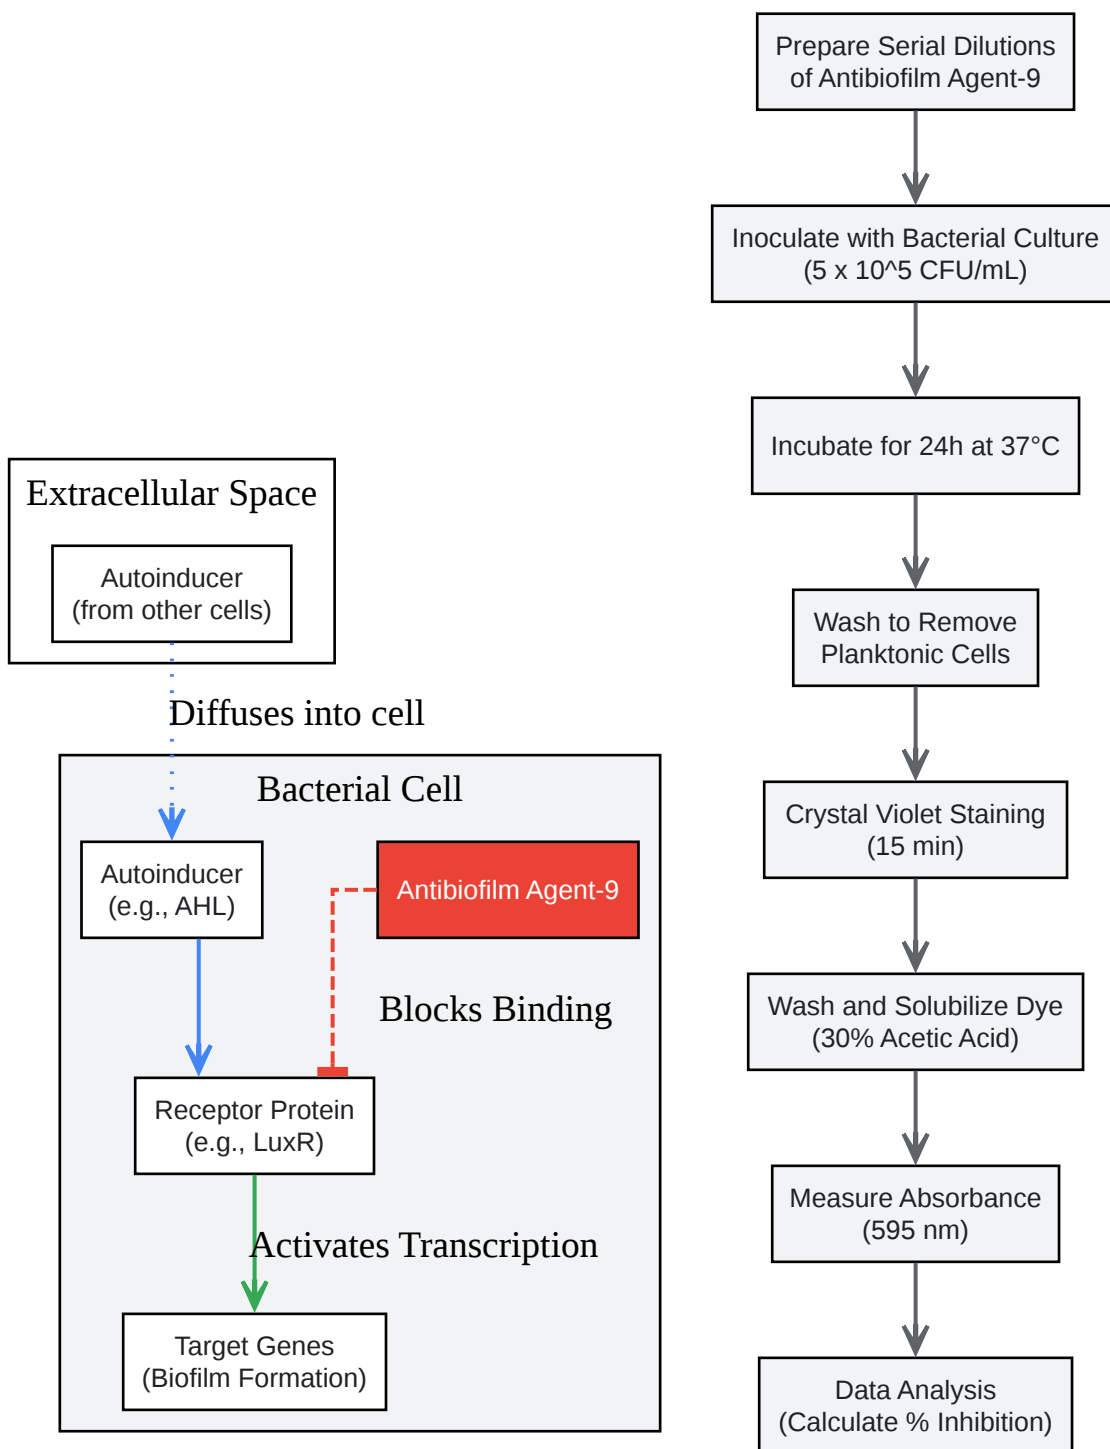 Extracellular Space
Autoinducer
(from other cells)
Diffuses into cell
Bacterial Cell
Autoinducer
(e.g., AHL)
Antibiofilm Agent-9
Blocks Binding
Receptor Protein
(e.g., LuxR)
Activates Transcription
Target Genes
(Biofilm Formation)
Prepare Serial Dilutions
of Antibiofilm Agent-9
Inoculate with Bacterial Culture
(5 x 10^5 CFU/mL)
Incubate for 24h at 37°C
Wash to Remove
Planktonic Cells
Crystal Violet Staining
(15 min)
Wash and Solubilize Dye
(30% Acetic Acid)
Measure Absorbance
(595 nm)
Data Analysis
(Calculate % Inhibition)